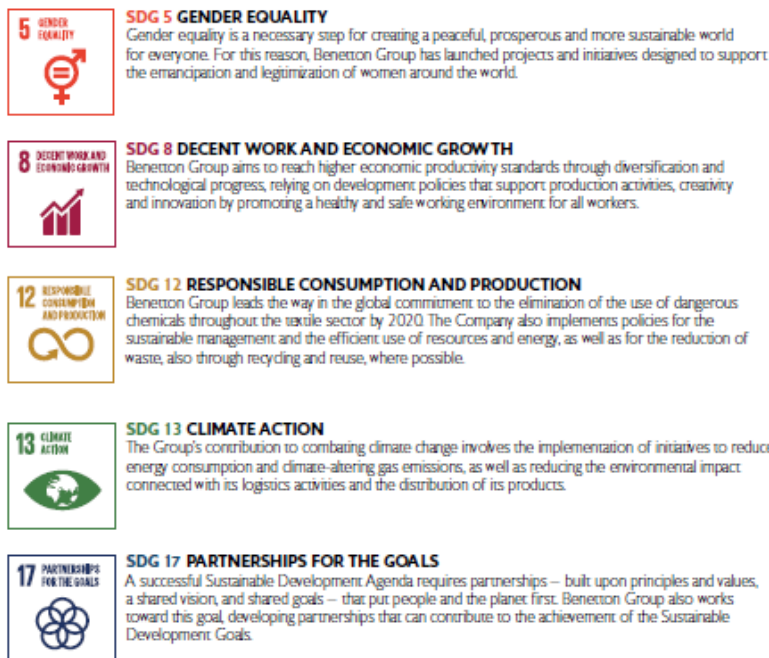 5 GENDER
EQUALITY
SDG 5 GENDER EQUALITY
Gender equality is a necessary step for creating a peaceful, prosperous and more sustainable world
for everyone. For this reason, Benetton Group has launched projects and initiatives designed to support
the emancipation and legitimization of women around the world.
8 DECENT WORK AND
ECONOMIC GROWTH
SDG 8 DECENT WORK AND ECONOMIC GROWTH
Benetton Group aims to reach higher economic productivity standards through diversification and
technological progress, relying on development policies that support production activities, creativity
and innovation by promoting a healthy and safe working environment for all workers.
12 RESPONSIBLE
CONSUMPTION
AND PRODUCTION
SDG 12 RESPONSIBLE CONSUMPTION AND PRODUCTION
Benetton Group leads the way in the global commitment to the elimination of the use of dangerous
chemicals throughout the textile sector by 2020. The Company also implements policies for the
sustainable management and the efficient use of resources and energy, as well as for the reduction of
waste, also through recycling and reuse, where possible.
13 CLIMATE
ACTION
SDG 13 CLIMATE ACTION
The Group's contribution to combating climate change involves the implementation of initiatives to reduce
energy consumption and climate-altering gas emissions, as well as reducing the environmental impact
connected with its logistics activities and the distribution of its products.
17 PARTNERSHIPS
FOR THE GOALS
SDG 17 PARTNERSHIPS FOR THE GOALS
A successful Sustainable Development Agenda requires partnerships – built upon principles and values,
a shared vision, and shared goals – that put people and the planet first. Benetton Group also works
toward this goal, developing partnerships that can contribute to the achievement of the Sustainable
Development Goals.